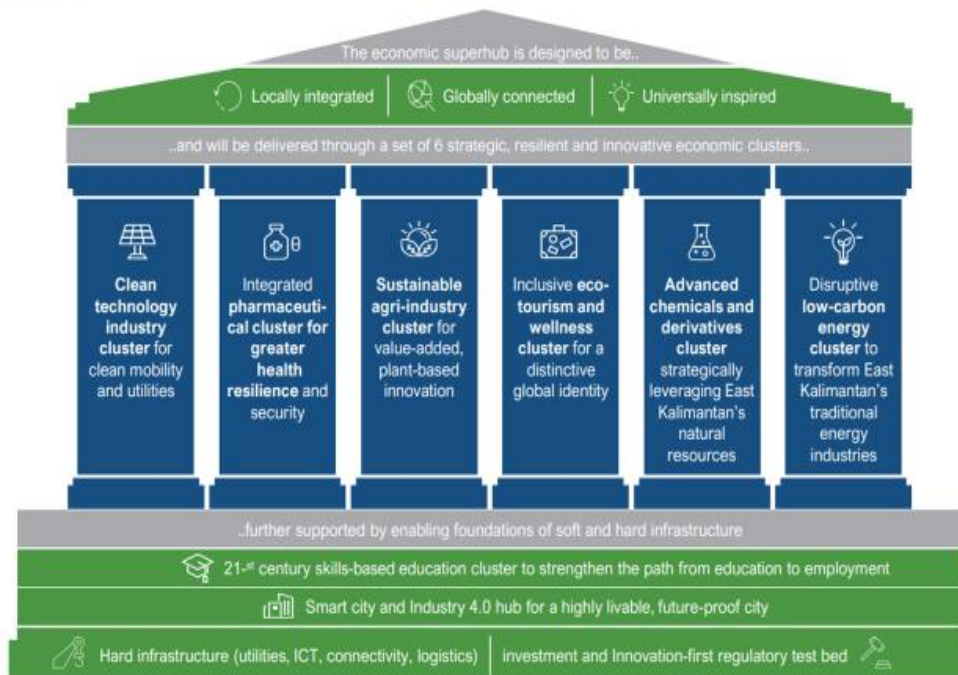 The economic superhub is designed to be..
Locally integrated
Globally connected
Universally inspired
..and will be delivered through a set of 6 strategic, resilient and innovative economic clusters..
Clean
technology
industry
cluster for
clean mobility
and utilities
Integrated
pharmaceuti-
cal cluster for
greater
health
resilience and
security
Sustainable
agri-industry
cluster for
value-added,
plant-based
innovation
Inclusive eco-
tourism and
wellness
cluster for a
distinctive
global identity
Advanced
chemicals and
derivatives
cluster
strategically
leveraging East
Kalimantan's
natural
resources
Disruptive
low-carbon
energy
cluster to
transform East
Kalimantan's
traditional
energy
industries
..further supported by enabling foundations of soft and hard infrastructure
21-st century skills-based education cluster to strengthen the path from education to employment
Smart city and Industry 4.0 hub for a highly livable, future-proof city
Hard infrastructure (utilities, ICT, connectivity, logistics)
investment and Innovation-first regulatory test bed